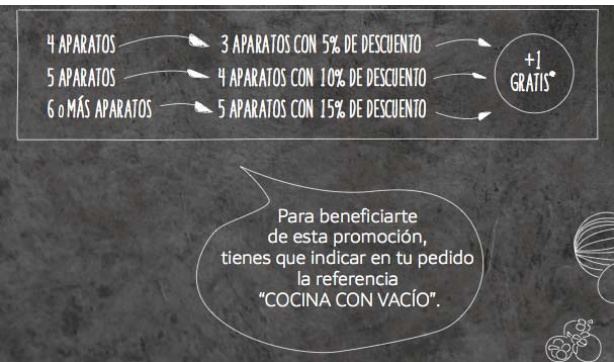 4 APARATOS 3 APARATOS CON 5% DE DESCUENTO
5 APARATOS 4 APARATOS CON 10% DE DESCUENTO
6 o MÁS APARATOS 5 APARATOS CON 15% DE DESCUENTO
+1
GRATIS*
Para beneficiarte
de esta promoción,
tienes que indicar en tu pedido
la referencia
"COCINA CON VACÍO".